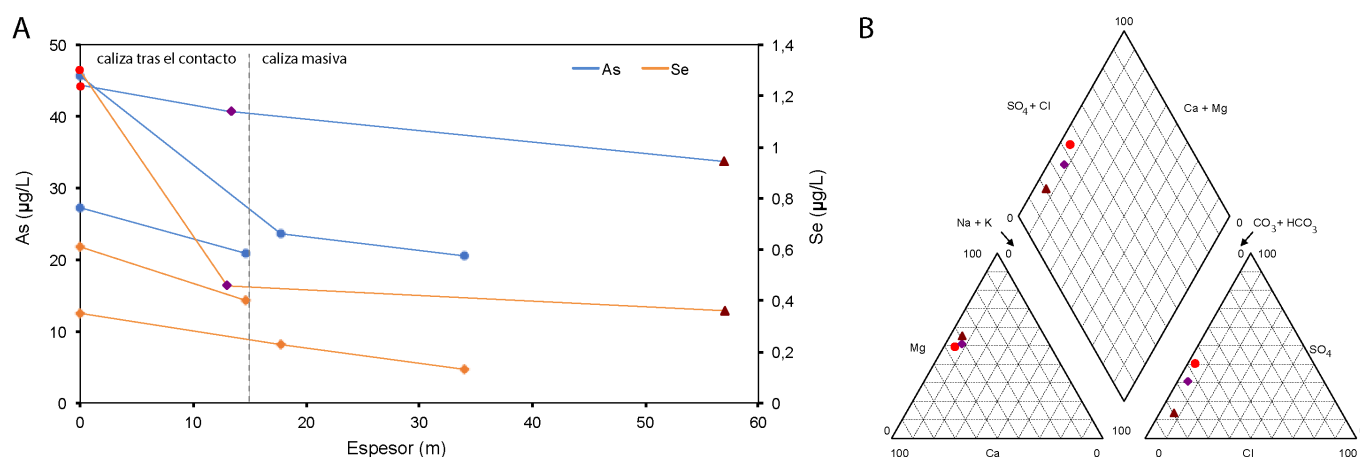 A
caliza tras el contacto
caliza masiva
As
Se
50
40
30
20
10
0
As (µg/L)
1,4
1,2
1
0,8
0,6
0,4
0,2
0
Se (µg/L)
0
10
20
30
40
50
60
Espesor (m)
B
100
SO4 + Cl
Ca + Mg
0
0
Na + K
CO3 + HCO3
100
0
0
100
Mg
SO4
0
100
100
Ca
0
0
Cl
100